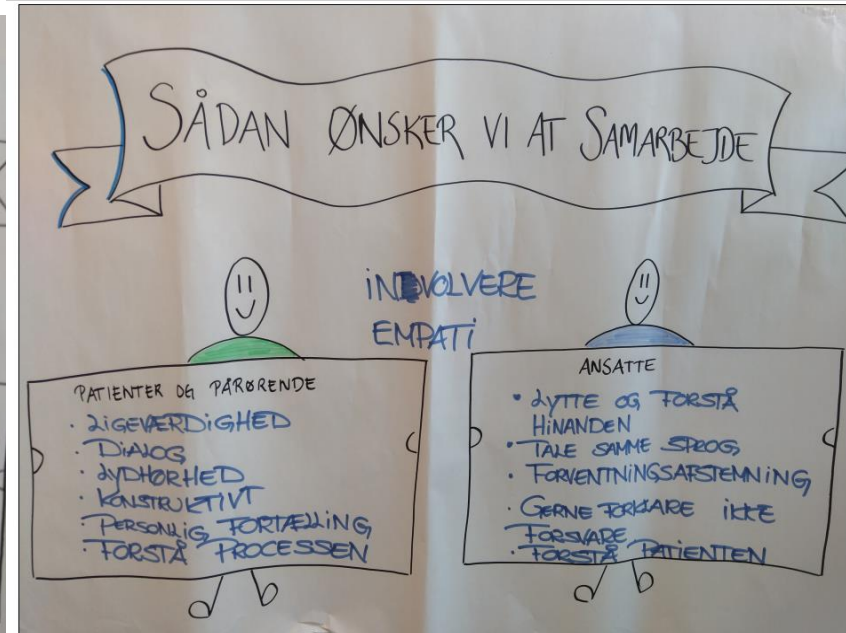 SÅDAN ØNSKER VI AT SAMARBEJDE
INVOLVERE
EMPATI
PATIENTER OG PÅRØRENDE
· LIGEVÆRDIGHED
· DIALOG
· LYDHØRHED
· KONSTRUKTIVT
· PERSONLIG FORTÆLLING
· FORSTÅ PROCESSEN
ANSATTE
· LYTTE OG FORSTÅ
HINANDEN
· TALE SAMME SPROG
· FORVENTNINGSAFSTEMNING
· GERNE FORKLARE IKKE
FORSVARE
· FORSTÅ PATIENTEN